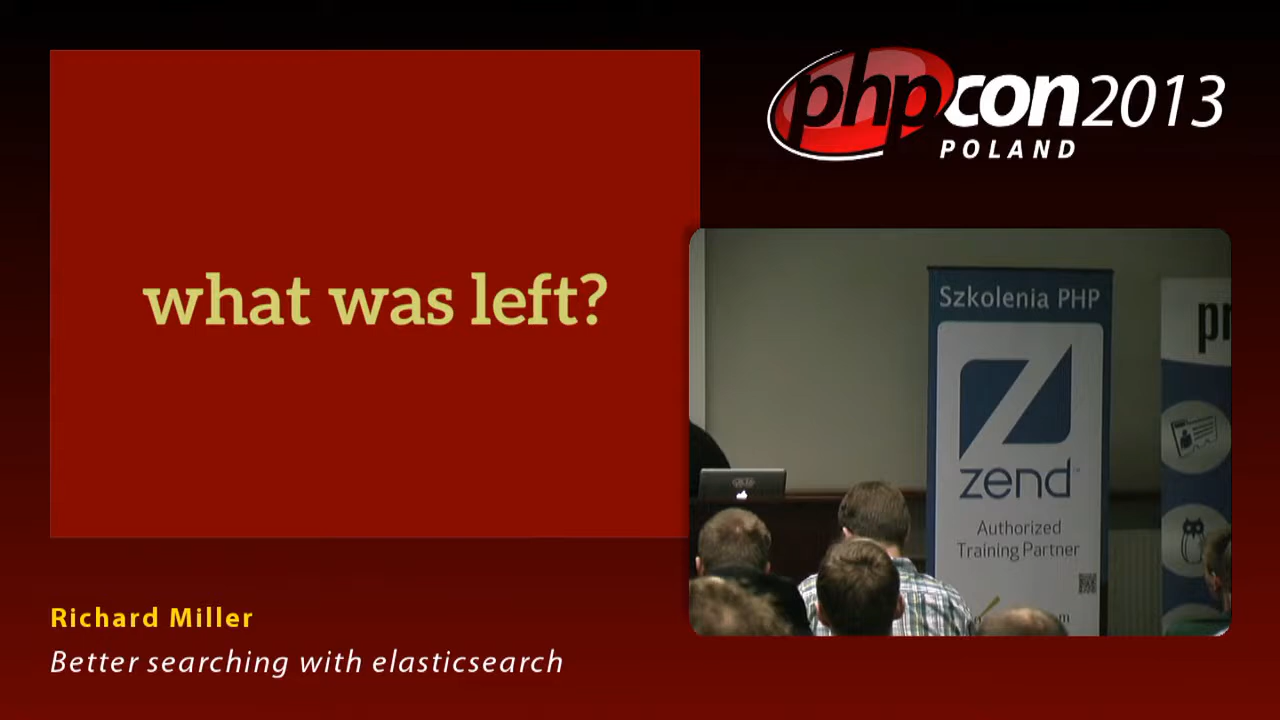 what was left?
phpcon2013
POLAND
Szkolenia PHP
zend
Authorized
Training Partner
Richard Miller
Better searching with elasticsearch